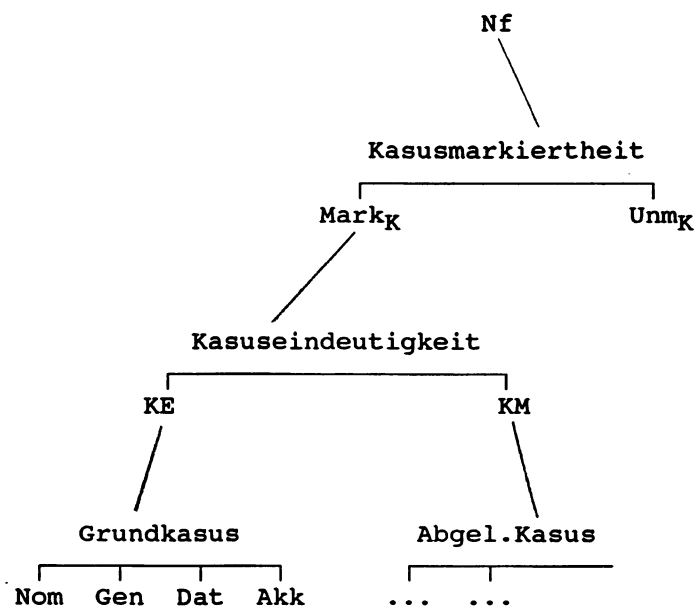 Nf
Kasusmarkiertheit
MarkK UnmK
Kasuseindeutigkeit
KE KM
Grundkasus Abgel.Kasus
Nom Gen Dat Akk ... ...